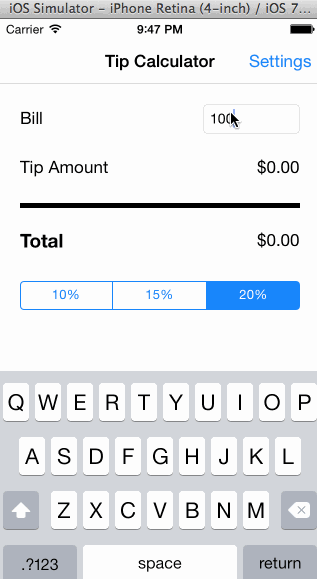 iOS Simulator – iPhone Retina (4-inch) / iOS 7...
Carrier 9:47 PM
Tip Calculator Settings
Bill 100
Tip Amount $0.00
Total $0.00
10% 15% 20%
Q W E R T Y U I O P
A S D F G H J K L
Z X C V B N M
.?123 space return